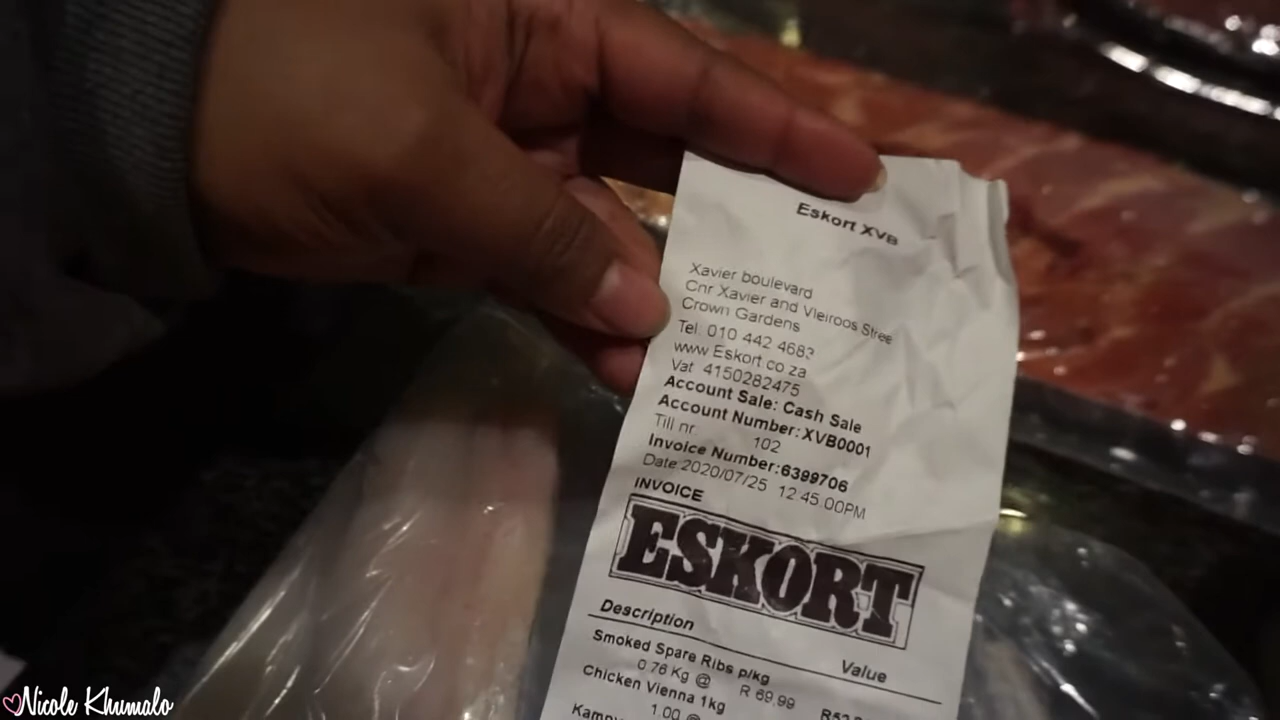 Eskort XVB
Xavier boulevard
Cnr Xavier and Vleiroos Stree
Crown Gardens
Tel: 010 442 4683
www Eskort co za
Vat 4150282475
Account Sale: Cash Sale
Account Number: XVB0001
Till nr. 102
Invoice Number:6399706
Date:2020/07/25 12:45:00PM
INVOICE
ESKORT
Description Value
Smoked Spare Ribs p/kg
0.76 Kg @ R 69.99
Chicken Vienna 1kg
1.00 @
Nicole Khumalo